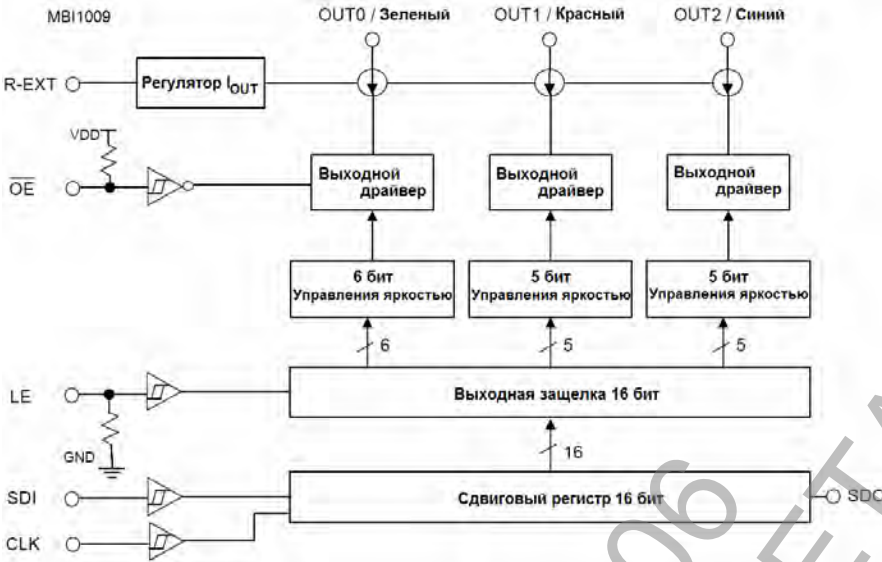 MBI1009
OUT0 / Зеленый
OUT1 / Красный
OUT2 / Синий
R-EXT
Регулятор IOUT
VDD
OE
Выходной
драйвер
Выходной
драйвер
Выходной
драйвер
6 бит
Управления яркостью
5 бит
Управления яркостью
5 бит
Управления яркостью
6
5
5
LE
Выходная защелка 16 бит
GND
16
SDI
Сдвиговый регистр 16 бит
SDO
CLK
06
ETA